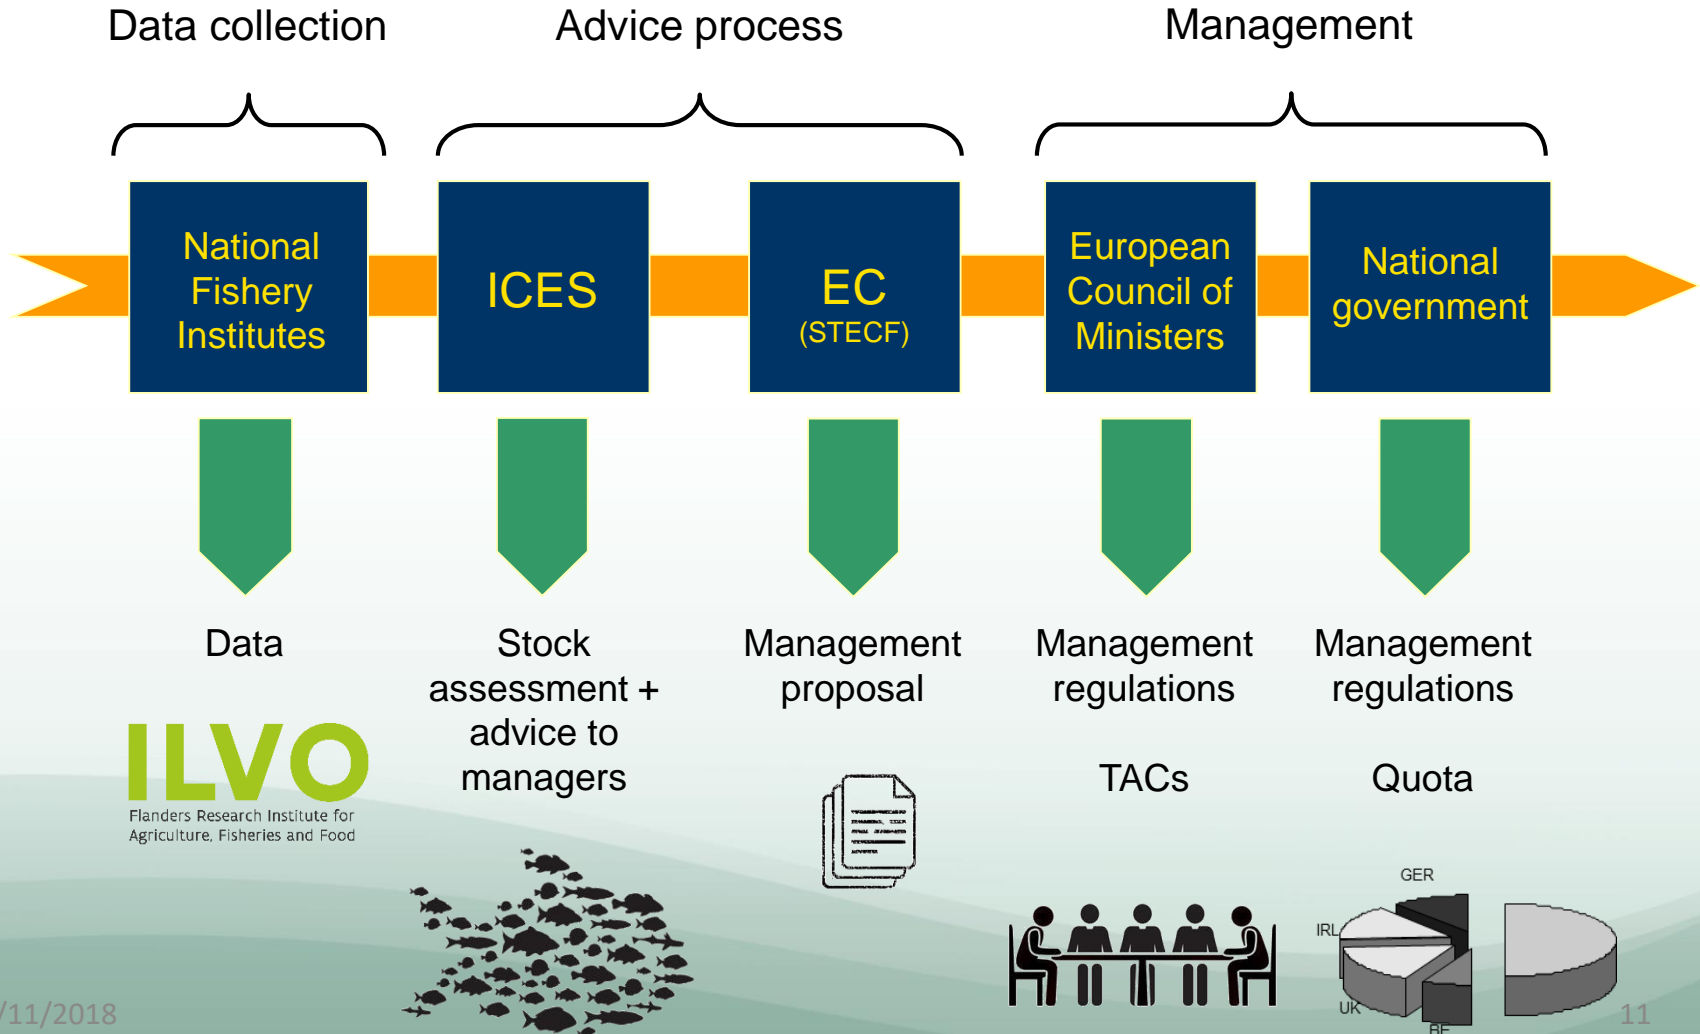 Data collection
Advice process
Management
National
Fishery
Institutes
ICES
EC
(STECF)
European
Council of
Ministers
National
government
Data
Stock
assessment +
advice to
managers
Management
proposal
Management
regulations
TACs
Management
regulations
Quota
ILVO
Flanders Research Institute for
Agriculture, Fisheries and Food
GER
IRL
UK
BE
/11/2018
11